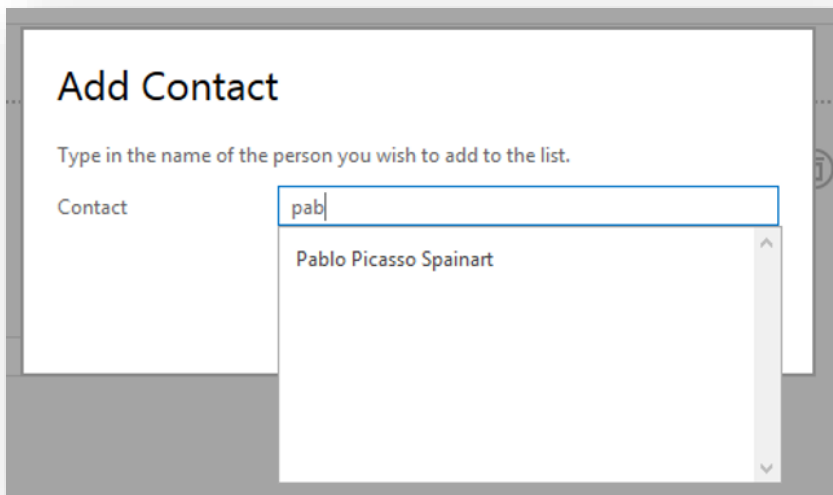 Add Contact
Type in the name of the person you wish to add to the list.
Contact pab
Pablo Picasso Spainart